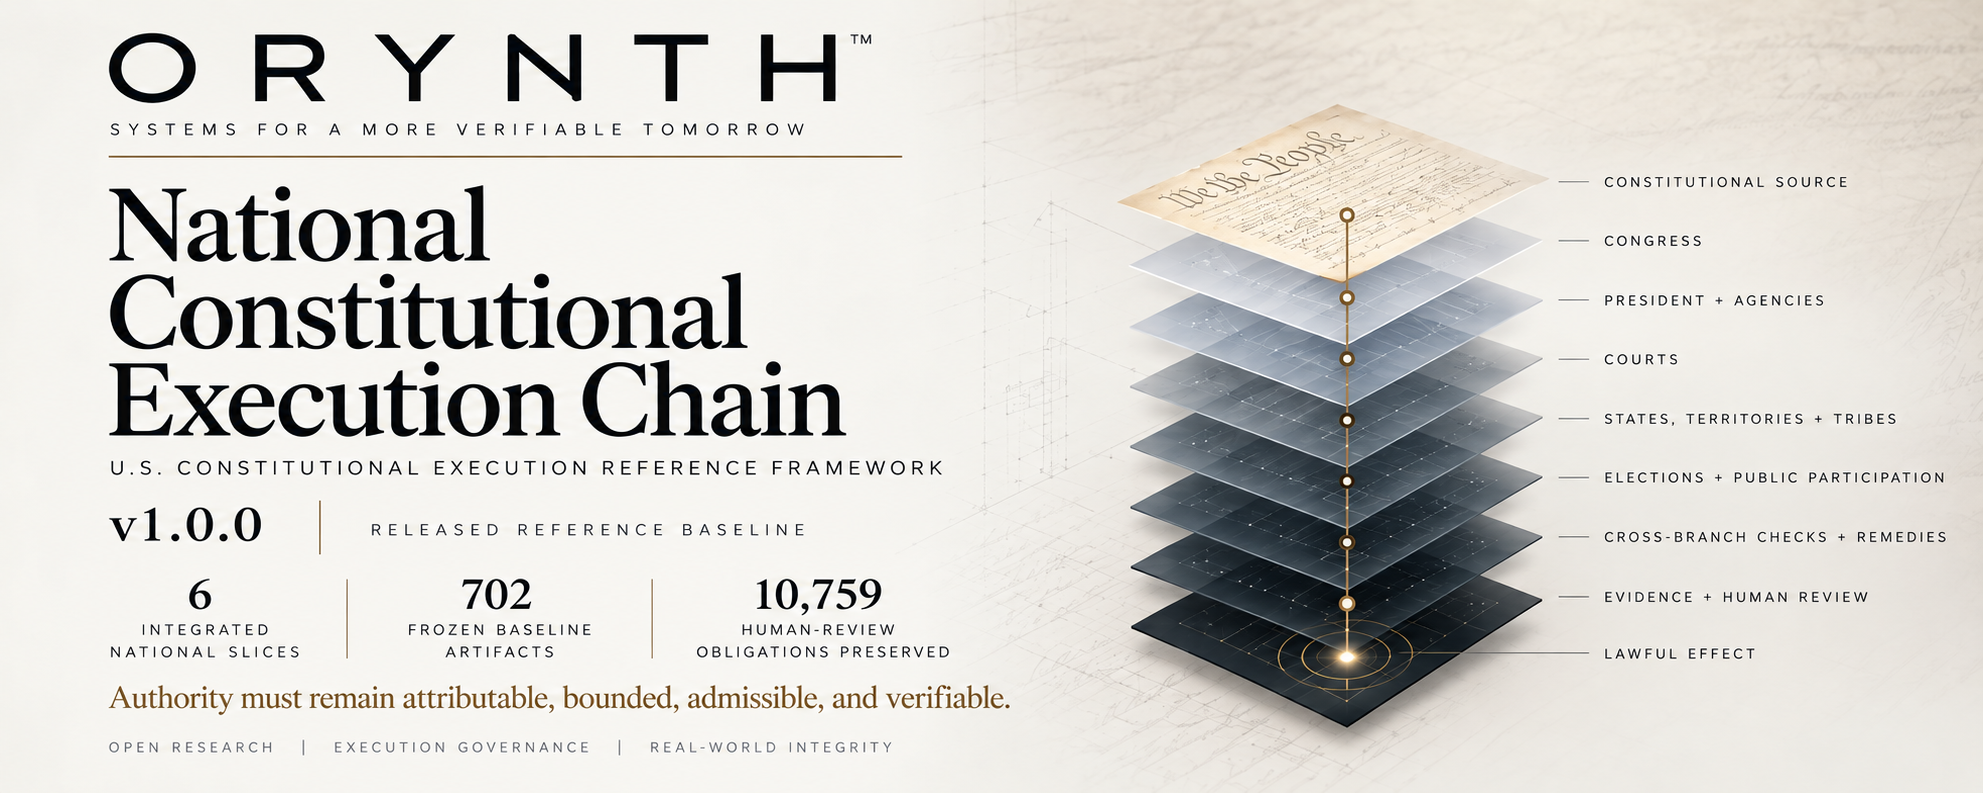 ORYNTH™
SYSTEMS FOR A MORE VERIFIABLE TOMORROW
National
Constitutional
Execution Chain
U.S. CONSTITUTIONAL EXECUTION REFERENCE FRAMEWORK
v1.0.0
RELEASED REFERENCE BASELINE
6
INTEGRATED
NATIONAL SLICES
702
FROZEN BASELINE
ARTIFACTS
10,759
HUMAN-REVIEW
OBLIGATIONS PRESERVED
Authority must remain attributable, bounded, admissible, and verifiable.
OPEN RESEARCH | EXECUTION GOVERNANCE | REAL-WORLD INTEGRITY
We the People
CONSTITUTIONAL SOURCE
CONGRESS
PRESIDENT + AGENCIES
COURTS
STATES, TERRITORIES + TRIBES
ELECTIONS + PUBLIC PARTICIPATION
CROSS-BRANCH CHECKS + REMEDIES
EVIDENCE + HUMAN REVIEW
LAWFUL EFFECT